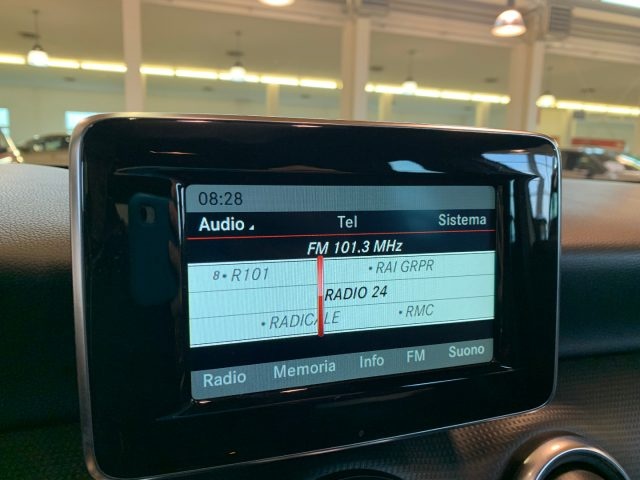 08:28
Audio Tel Sistema
FM 101.3 MHz
8•R101 •RAI GRPR
RADIO 24
•RADICALE •RMC
Radio Memoria Info FM Suono